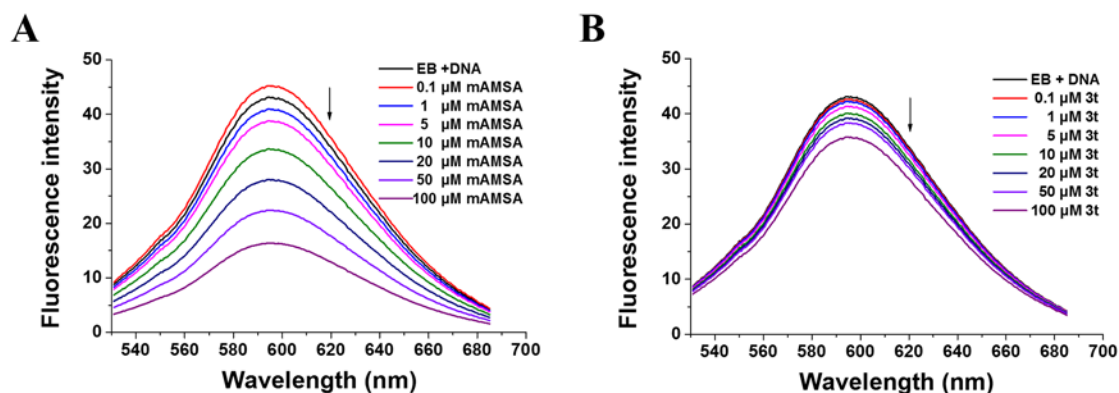 A
Fluorescence intensity
50
40
30
20
10
0
540 560 580 600 620 640 660 680 700
Wavelength (nm)
EB +DNA
0.1 µM mAMSA
1 µM mAMSA
5 µM mAMSA
10 µM mAMSA
20 µM mAMSA
50 µM mAMSA
100 µM mAMSA
B
Fluorescence intensity
50
40
30
20
10
0
540 560 580 600 620 640 660 680 700
Wavelength (nm)
EB + DNA
0.1 µM 3t
1 µM 3t
5 µM 3t
10 µM 3t
20 µM 3t
50 µM 3t
100 µM 3t